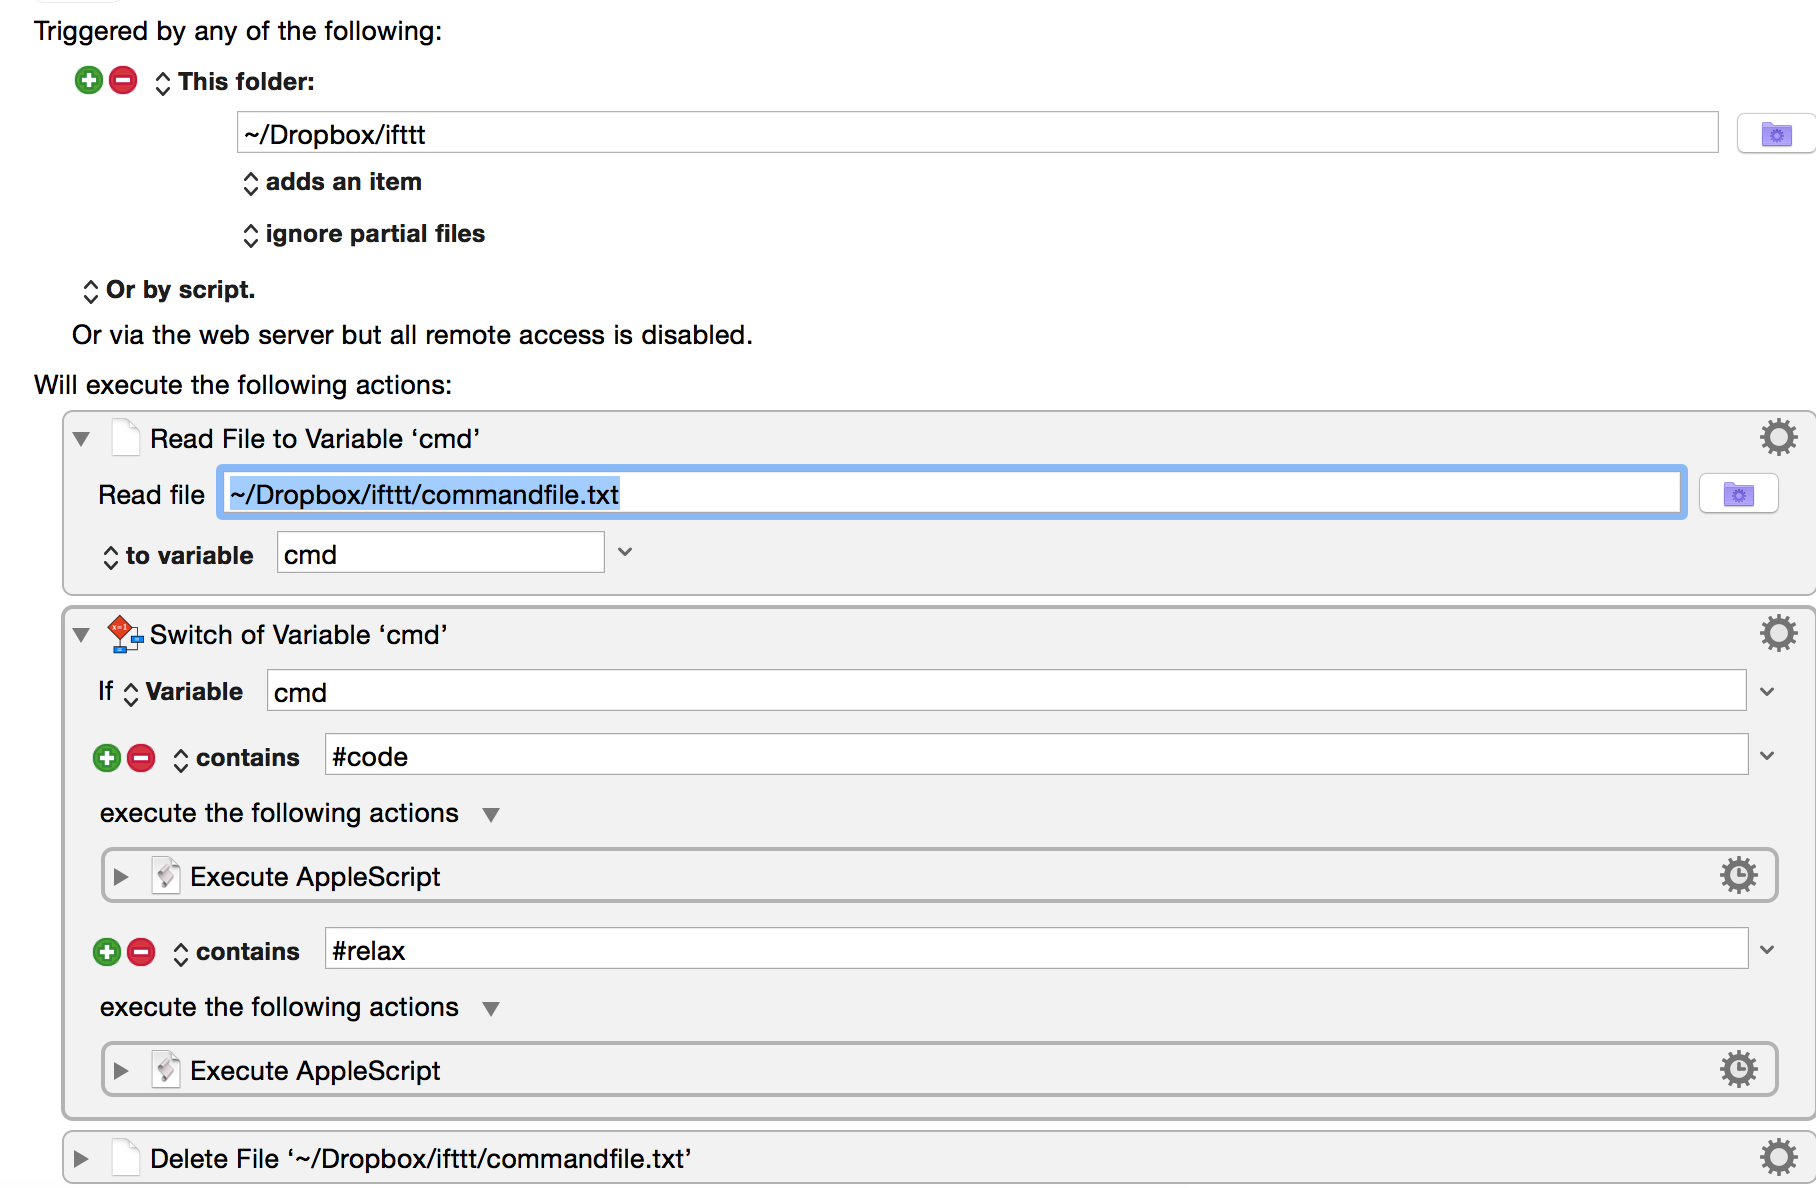 Triggered by any of the following:
This folder:
~/Dropbox/ifttt
adds an item
ignore partial files
Or by script.
Or via the web server but all remote access is disabled.
Will execute the following actions:
Read File to Variable ‘cmd’
Read file ~/Dropbox/ifttt/commandfile.txt
to variable cmd
Switch of Variable ‘cmd’
If Variable cmd
contains #code
execute the following actions
Execute AppleScript
contains #relax
execute the following actions
Execute AppleScript
Delete File ‘~/Dropbox/ifttt/commandfile.txt’